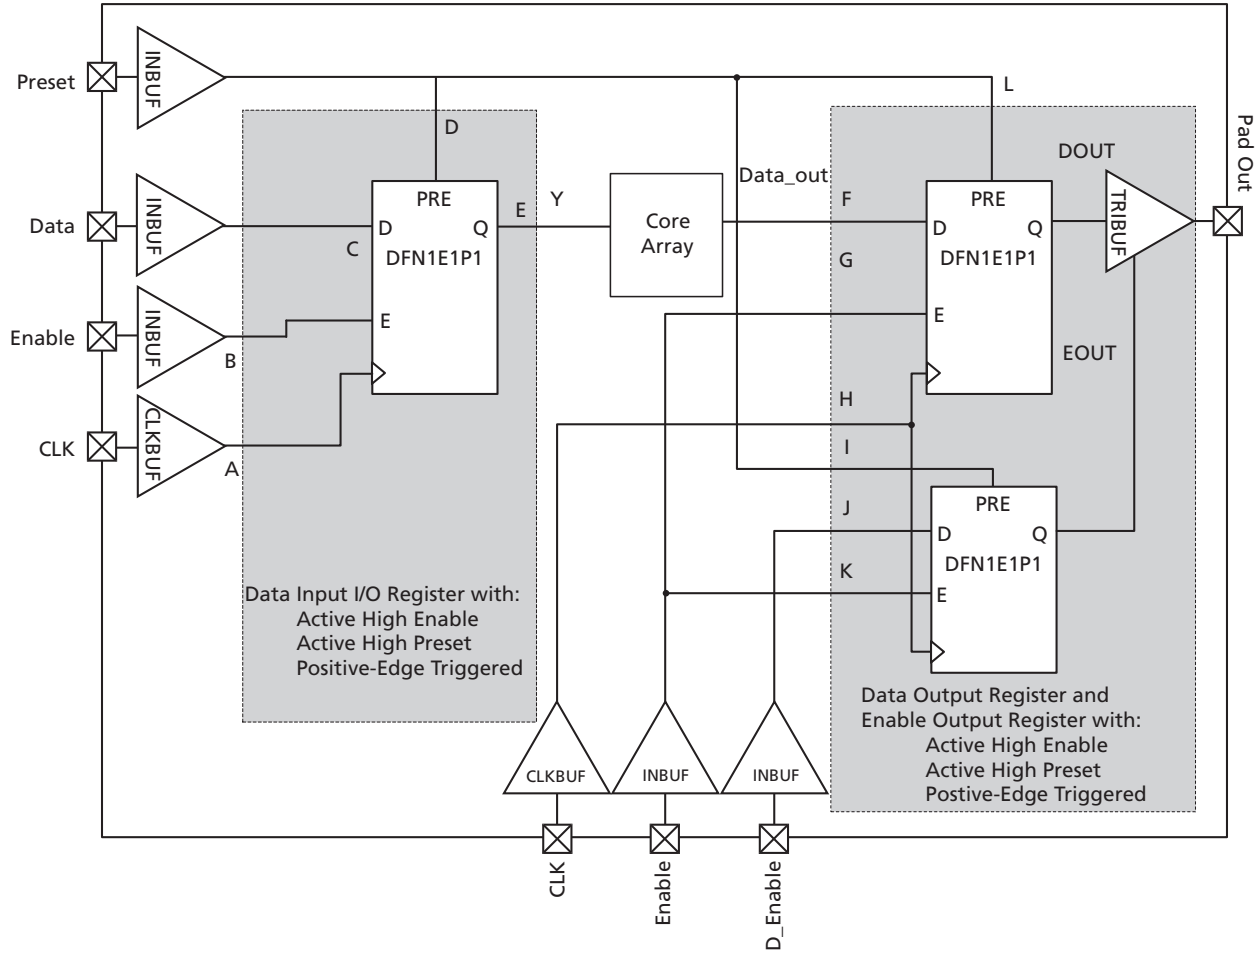 Preset
INBUF
L
D
Pad Out
DOUT
Data
INBUF
PRE
D
Q
C
DFN1E1P1
E
Y
Core
Array
Data_out
F
G
PRE
D
Q
DFN1E1P1
E
TRIBUF
EOUT
Enable
INBUF
B
E
CLK
CLKBUF
A
H
I
J
K
PRE
D
Q
DFN1E1P1
E
Data Input I/O Register with:
Active High Enable
Active High Preset
Positive-Edge Triggered
Data Output Register and
Enable Output Register with:
Active High Enable
Active High Preset
Postive-Edge Triggered
CLKBUF
INBUF
INBUF
CLK
Enable
D_Enable